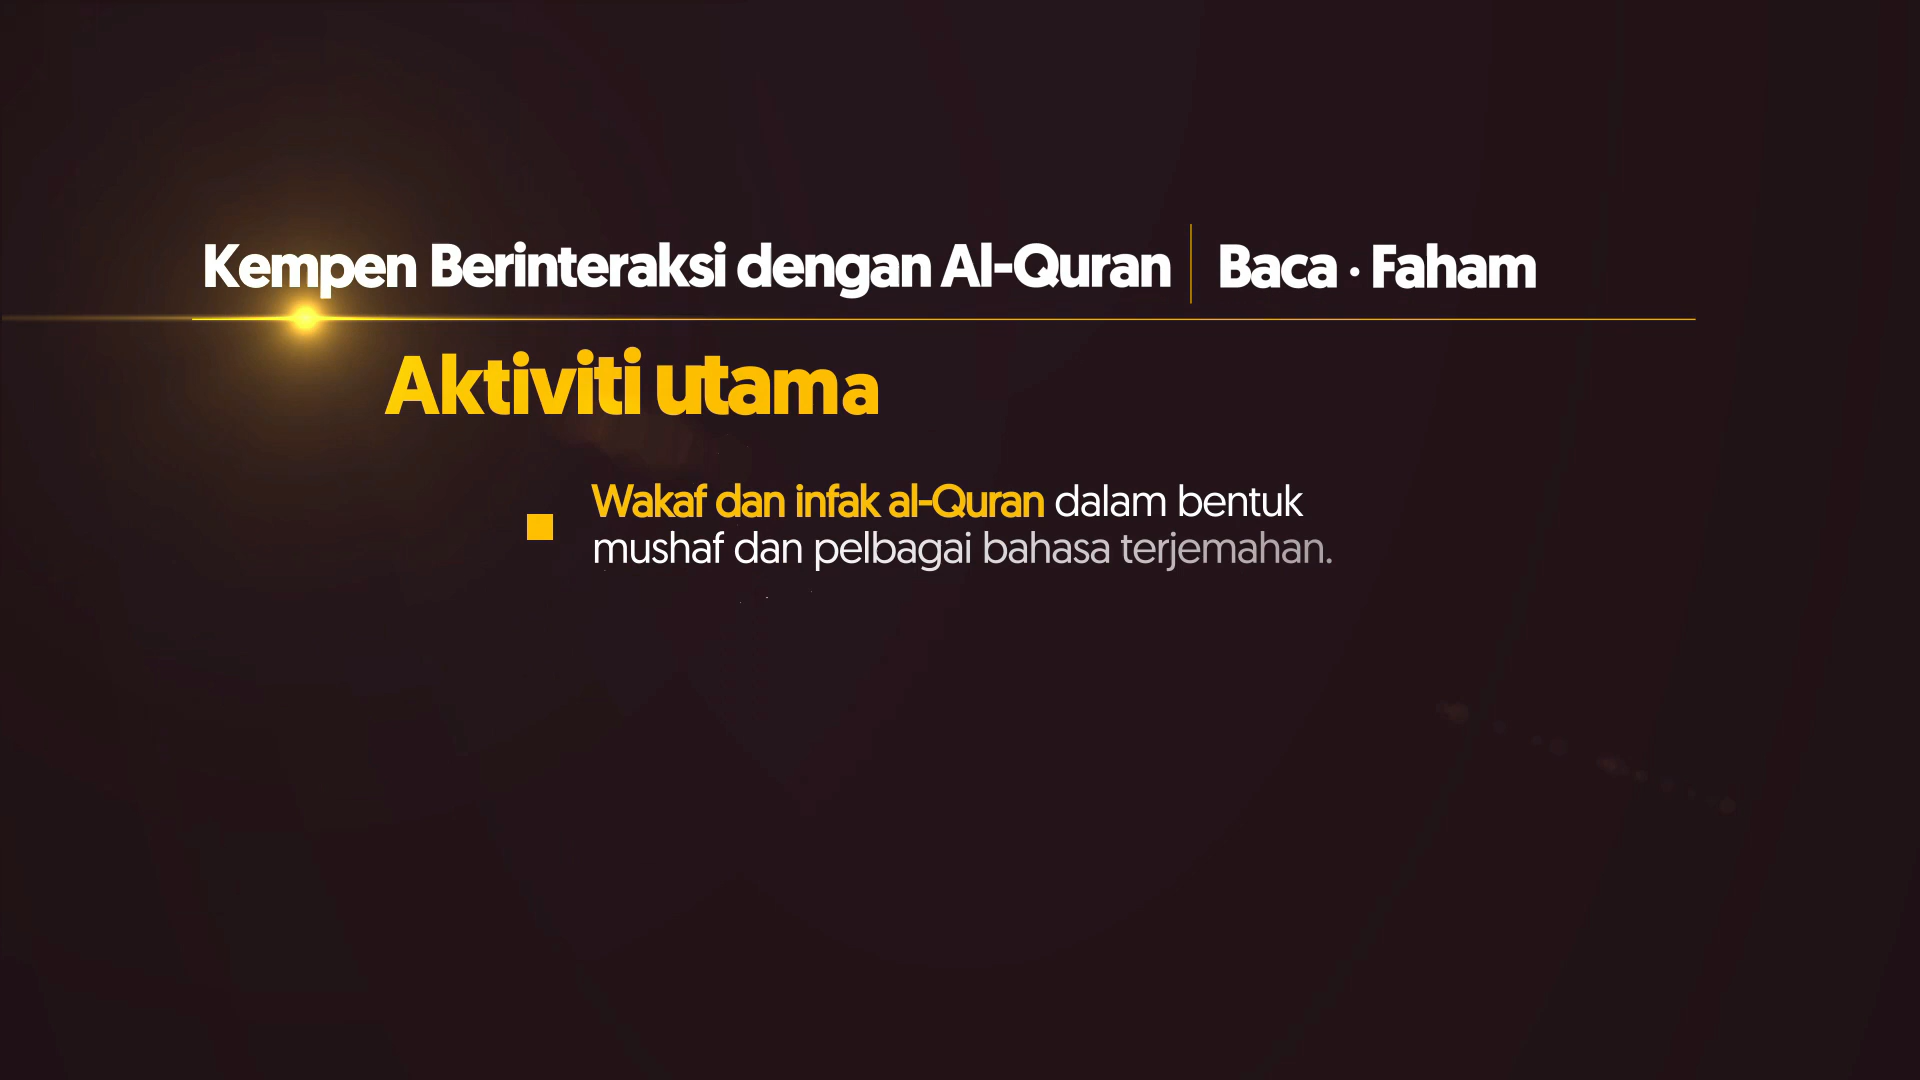 Kempen Berinteraksi dengan Al-Quran Baca · Faham
Aktiviti utama
Wakaf dan infak al-Quran dalam bentuk
mushaf dan pelbagai bahasa terjemahan.